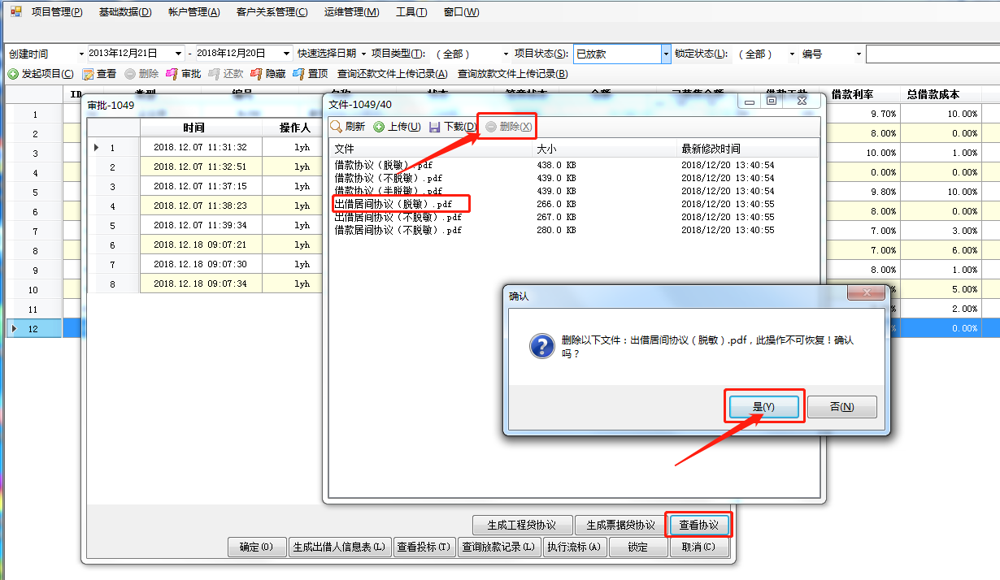 项目管理(P) 基础数据(D) 帐户管理(A) 客户关系管理(C) 运维管理(M) 工具(T) 窗口(W)
创建时间 2013年12月21日 - 2018年12月20日 快速选择日期 项目类型(T): （全部） 项目状态(S): 已放款 锁定状态(L): （全部） 编号
发起项目(C) 查看 删除 审批 还款 隐藏 置顶 查询还款文件上传记录(A) 查询放款文件上传记录(B)
借款利率 总借款成本
1 9.70% 10.00%
2 8.00% 0.00%
3 10.00% 1.00%
4 0.00% 0.00%
5 9.80% 10.00%
6 8.00% 0.00%
7 7.00% 3.00%
8 7.00% 6.00%
9 8.00% 1.00%
10 5.00%
11 2.00%
12 0.00%
审批-1049
时间 操作人
1 2018.12.07 11:31:32 lyh
2 2018.12.07 11:32:51 lyh
3 2018.12.07 11:37:15 lyh
4 2018.12.07 11:38:23 lyh
5 2018.12.07 11:39:34 lyh
6 2018.12.18 09:07:21 lyh
7 2018.12.18 09:07:30 lyh
8 2018.12.18 09:07:34 lyh
文件-1049/40
刷新 上传(U) 下载(D) 删除(X)
文件 大小 最新修改时间
借款协议（脱敏）.pdf 438.0 KB 2018/12/20 13:40:54
借款协议（不脱敏）.pdf 439.0 KB 2018/12/20 13:40:54
借款协议（半脱敏）.pdf 439.0 KB 2018/12/20 13:40:54
出借居间协议（脱敏）.pdf 266.0 KB 2018/12/20 13:40:55
出借居间协议（不脱敏）.pdf 267.0 KB 2018/12/20 13:40:55
借款居间协议（不脱敏）.pdf 280.0 KB 2018/12/20 13:40:55
确认
删除以下文件：出借居间协议（脱敏）.pdf，此操作不可恢复！确认
吗？
是(Y) 否(N)
生成工程贷协议 生成票据贷协议 查看协议
确定(O) 生成出借人信息表(L) 查看投标(T) 查询放款记录(L) 执行流标(A) 锁定 取消(C)